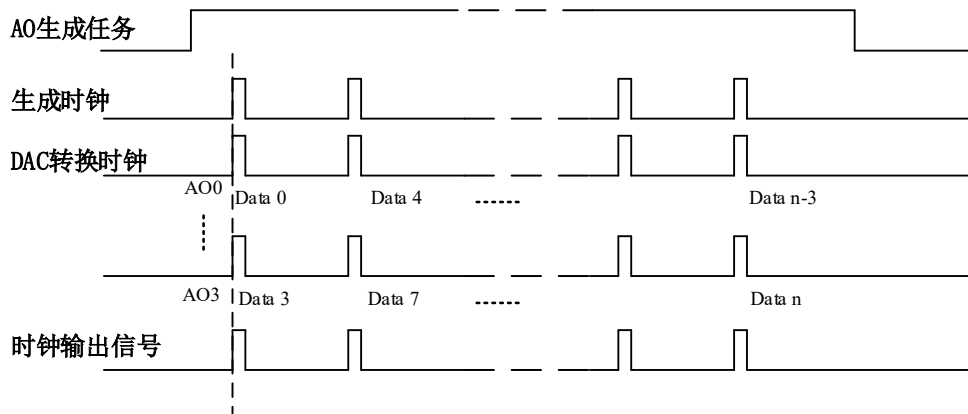 AO生成任务
生成时钟
DAC转换时钟
AO0 Data 0 Data 4 ...... Data n-3
AO3 Data 3 Data 7 ...... Data n
时钟输出信号